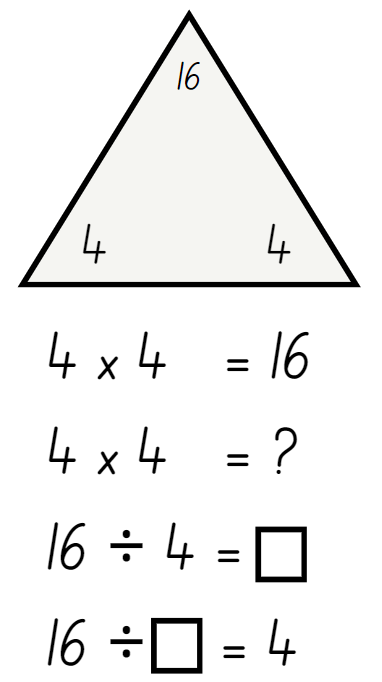 16
4 4
4 x 4 = 16
4 x 4 = ?
16 ÷ 4 = □
16 ÷ □ = 4